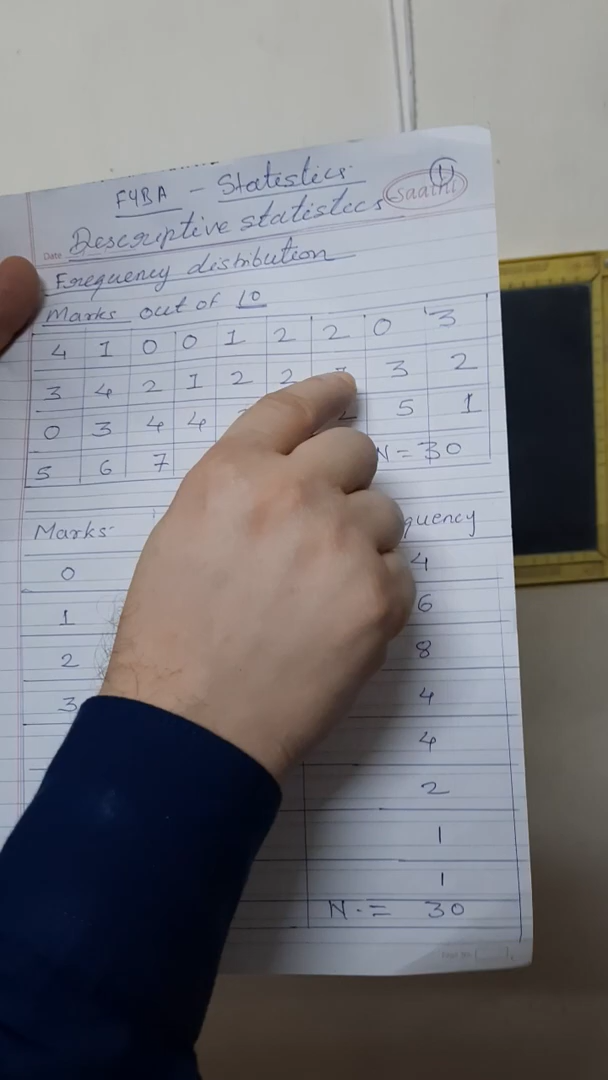 FYBA - Statistics
1
Saathi
Date
Descriptive statistics
Frequency distibution
Marks out of 10
4 1 0 0 1 2 2 0 3
3 4 2 1 2 2 3 2
0 3 4 4 5 1
5 6 7 N = 30
Marks quency
0 4
1 6
2 8
3 4
4
2
1
1
N. = 30